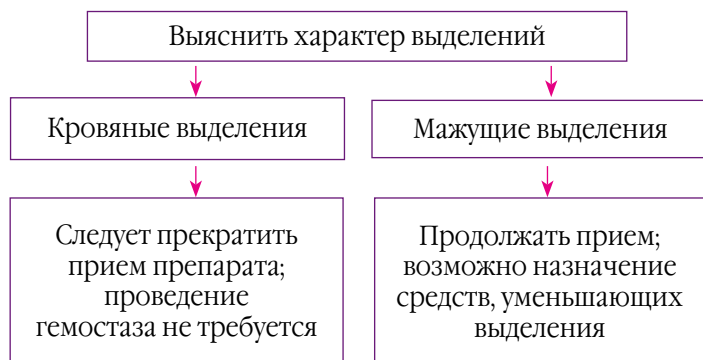 Выяснить характер выделений
Кровяные выделения
Мажущие выделения
Следует прекратить
прием препарата;
проведение
гемостаза не требуется
Продолжать прием;
возможно назначение
средств, уменьшающих
выделения